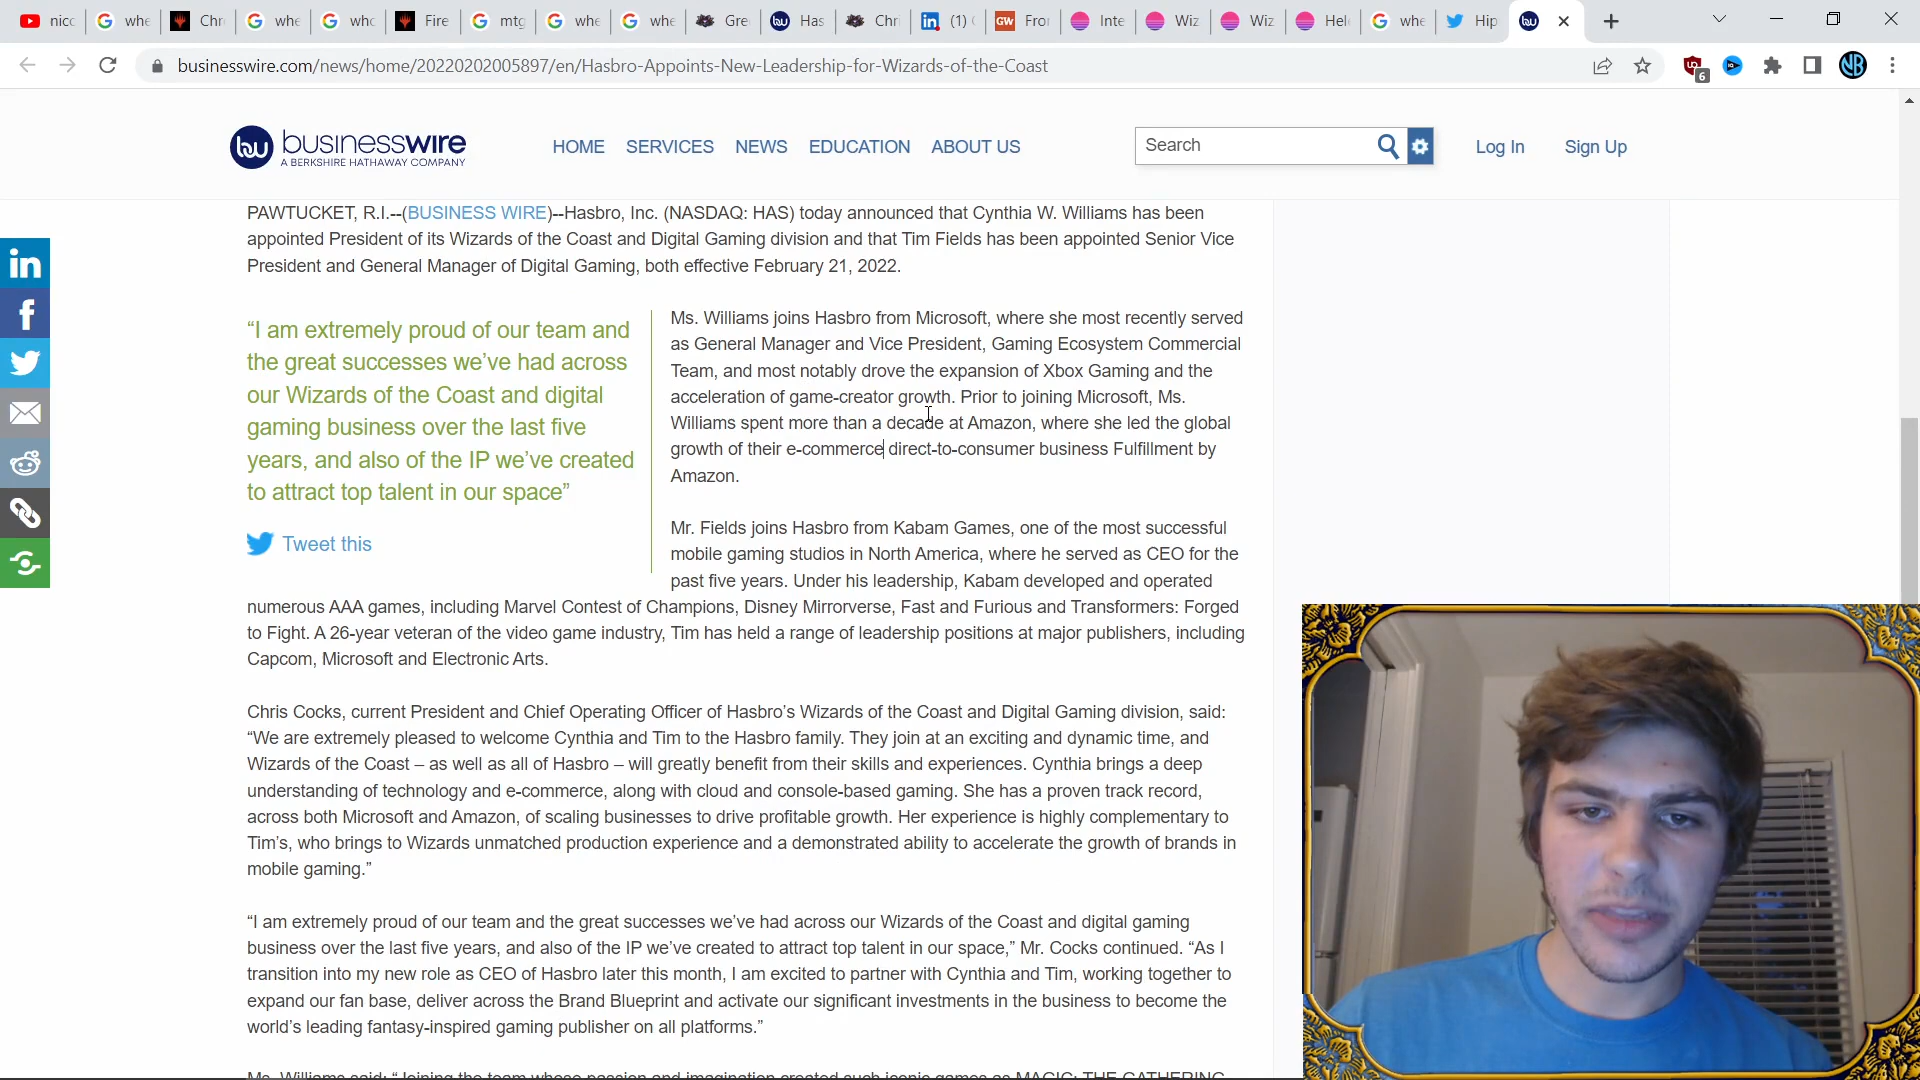 nicc
whe
Chr
whe
whc
Fire
mtg
whe
whe
Gre
Has
Chri
(1)
Fror
Inte
Wiz
Wiz
Hel
whe
Hip
businesswire.com/news/home/20220202005897/en/Hasbro-Appoints-New-Leadership-for-Wizards-of-the-Coast
6
NB
bw businesswire
A BERKSHIRE HATHAWAY COMPANY
HOME SERVICES NEWS EDUCATION ABOUT US
Search
Log In
Sign Up
PAWTUCKET, R.I.--(BUSINESS WIRE)--Hasbro, Inc. (NASDAQ: HAS) today announced that Cynthia W. Williams has been
appointed President of its Wizards of the Coast and Digital Gaming division and that Tim Fields has been appointed Senior Vice
President and General Manager of Digital Gaming, both effective February 21, 2022.
“I am extremely proud of our team and
the great successes we’ve had across
our Wizards of the Coast and digital
gaming business over the last five
years, and also of the IP we’ve created
to attract top talent in our space”
Tweet this
Ms. Williams joins Hasbro from Microsoft, where she most recently served
as General Manager and Vice President, Gaming Ecosystem Commercial
Team, and most notably drove the expansion of Xbox Gaming and the
acceleration of game-creator growth. Prior to joining Microsoft, Ms.
Williams spent more than a decade at Amazon, where she led the global
growth of their e-commerce direct-to-consumer business Fulfillment by
Amazon.
Mr. Fields joins Hasbro from Kabam Games, one of the most successful
mobile gaming studios in North America, where he served as CEO for the
past five years. Under his leadership, Kabam developed and operated
numerous AAA games, including Marvel Contest of Champions, Disney Mirrorverse, Fast and Furious and Transformers: Forged
to Fight. A 26-year veteran of the video game industry, Tim has held a range of leadership positions at major publishers, including
Capcom, Microsoft and Electronic Arts.
Chris Cocks, current President and Chief Operating Officer of Hasbro’s Wizards of the Coast and Digital Gaming division, said:
“We are extremely pleased to welcome Cynthia and Tim to the Hasbro family. They join at an exciting and dynamic time, and
Wizards of the Coast – as well as all of Hasbro – will greatly benefit from their skills and experiences. Cynthia brings a deep
understanding of technology and e-commerce, along with cloud and console-based gaming. She has a proven track record,
across both Microsoft and Amazon, of scaling businesses to drive profitable growth. Her experience is highly complementary to
Tim’s, who brings to Wizards unmatched production experience and a demonstrated ability to accelerate the growth of brands in
mobile gaming.”
“I am extremely proud of our team and the great successes we’ve had across our Wizards of the Coast and digital gaming
business over the last five years, and also of the IP we’ve created to attract top talent in our space,” Mr. Cocks continued. “As I
transition into my new role as CEO of Hasbro later this month, I am excited to partner with Cynthia and Tim, working together to
expand our fan base, deliver across the Brand Blueprint and activate our significant investments in the business to become the
world’s leading fantasy-inspired gaming publisher on all platforms.”
Ms. Williams said: “Joining the team whose passion and imagination created such iconic games as MAGIC: THE GATHERING